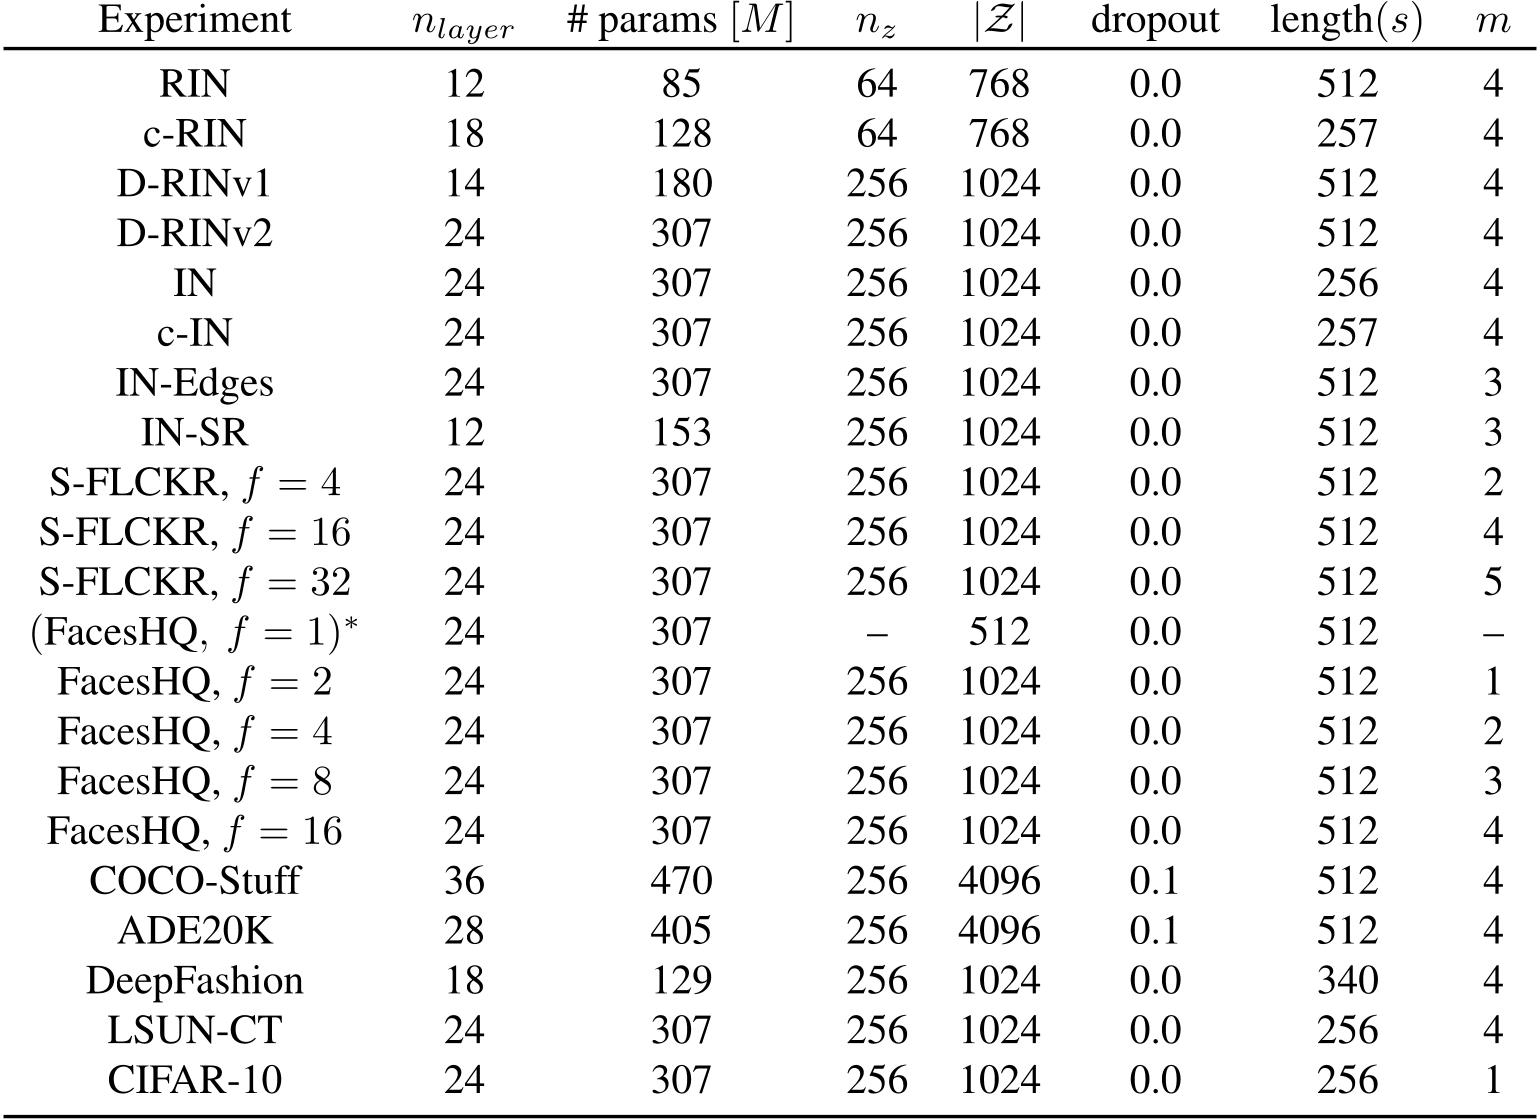 Experiment n_layer # params [M] n_z |𝒵| dropout length(s) m
RIN 12 85 64 768 0.0 512 4
c-RIN 18 128 64 768 0.0 257 4
D-RINv1 14 180 256 1024 0.0 512 4
D-RINv2 24 307 256 1024 0.0 512 4
IN 24 307 256 1024 0.0 256 4
c-IN 24 307 256 1024 0.0 257 4
IN-Edges 24 307 256 1024 0.0 512 3
IN-SR 12 153 256 1024 0.0 512 3
S-FLCKR, f = 4 24 307 256 1024 0.0 512 2
S-FLCKR, f = 16 24 307 256 1024 0.0 512 4
S-FLCKR, f = 32 24 307 256 1024 0.0 512 5
(FacesHQ, f = 1)* 24 307 – 512 0.0 512 –
FacesHQ, f = 2 24 307 256 1024 0.0 512 1
FacesHQ, f = 4 24 307 256 1024 0.0 512 2
FacesHQ, f = 8 24 307 256 1024 0.0 512 3
FacesHQ, f = 16 24 307 256 1024 0.0 512 4
COCO-Stuff 36 470 256 4096 0.1 512 4
ADE20K 28 405 256 4096 0.1 512 4
DeepFashion 18 129 256 1024 0.0 340 4
LSUN-CT 24 307 256 1024 0.0 256 4
CIFAR-10 24 307 256 1024 0.0 256 1